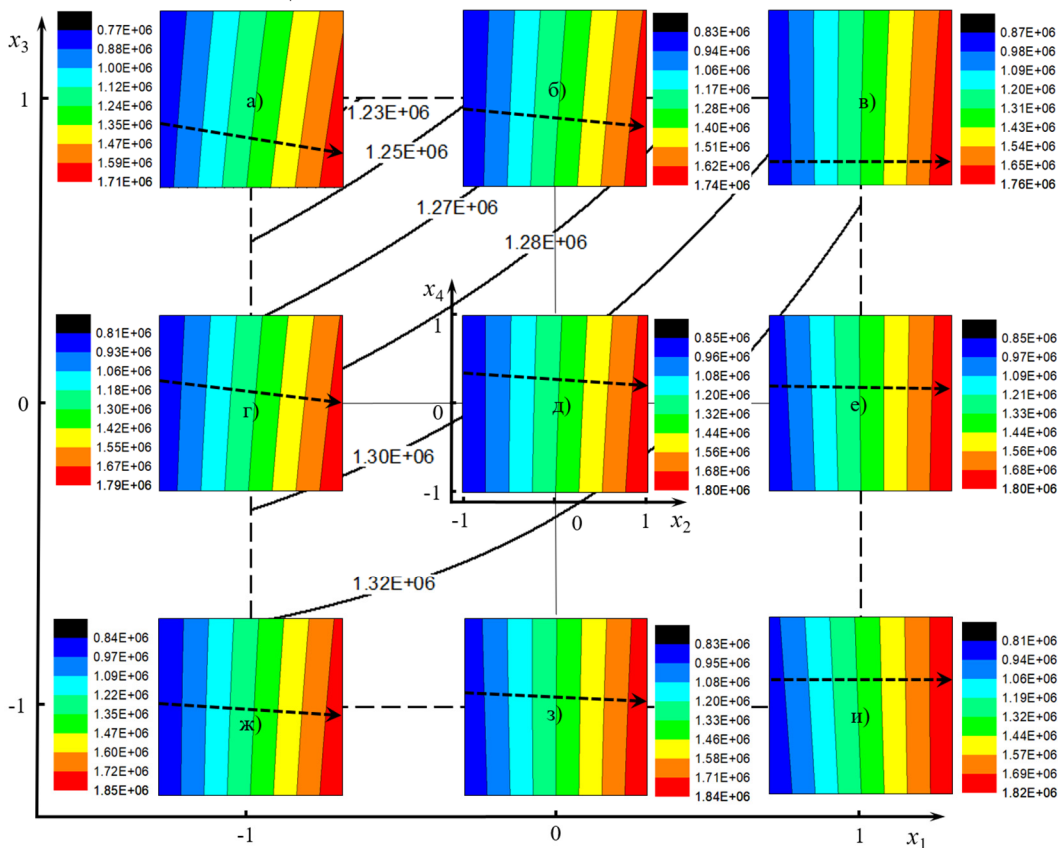 x3
0.77E+06
0.88E+06
1.00E+06
1.12E+06
1.24E+06
1.35E+06
1.47E+06
1.59E+06
1.71E+06
а)
1.23E+06
1.25E+06
1.27E+06
1.28E+06
б)
0.83E+06
0.94E+06
1.06E+06
1.17E+06
1.28E+06
1.40E+06
1.51E+06
1.62E+06
1.74E+06
в)
0.87E+06
0.98E+06
1.09E+06
1.20E+06
1.31E+06
1.43E+06
1.54E+06
1.65E+06
1.76E+06
1
0.81E+06
0.93E+06
1.06E+06
1.18E+06
1.30E+06
1.42E+06
1.55E+06
1.67E+06
1.79E+06
г)
1.30E+06
x4
1
0
-1
-1
0
1
x2
д)
0.85E+06
0.96E+06
1.08E+06
1.20E+06
1.32E+06
1.44E+06
1.56E+06
1.68E+06
1.80E+06
е)
0.85E+06
0.97E+06
1.09E+06
1.21E+06
1.33E+06
1.44E+06
1.56E+06
1.68E+06
1.80E+06
0
1.32E+06
0.84E+06
0.97E+06
1.09E+06
1.22E+06
1.35E+06
1.47E+06
1.60E+06
1.72E+06
1.85E+06
ж)
з)
0.83E+06
0.95E+06
1.08E+06
1.20E+06
1.33E+06
1.46E+06
1.58E+06
1.71E+06
1.84E+06
и)
0.81E+06
0.94E+06
1.06E+06
1.19E+06
1.32E+06
1.44E+06
1.57E+06
1.69E+06
1.82E+06
-1
-1
0
1
x1